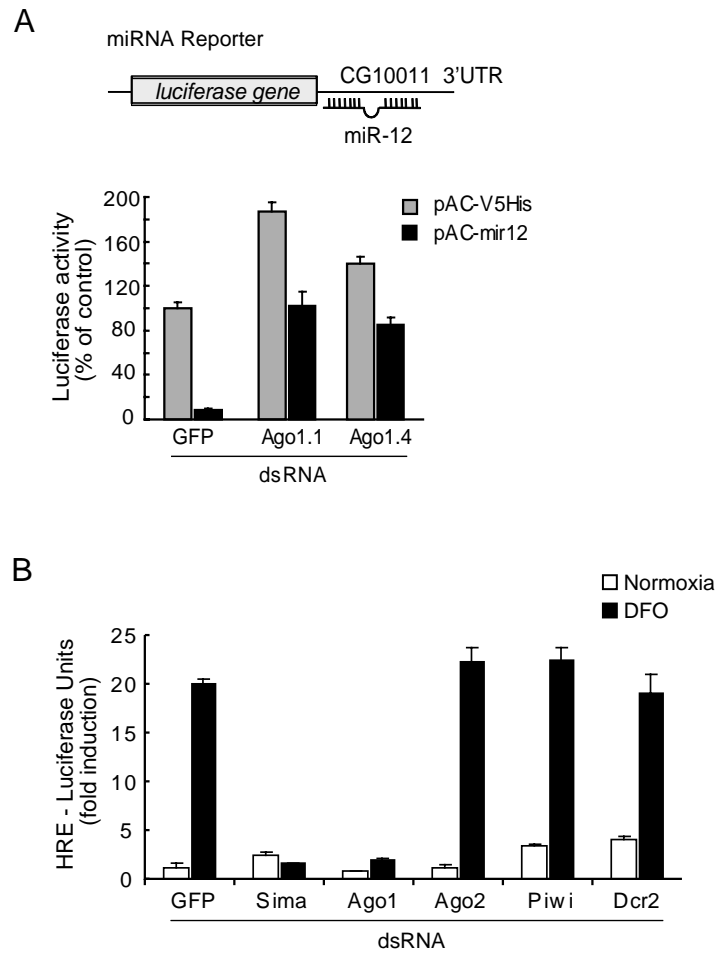 A
miRNA Reporter
luciferase gene
CG10011 3'UTR
miR-12
Luciferase activity
(% of control)
200
160
120
80
40
0
pAC-V5His
pAC-mir12
GFP Ago1.1 Ago1.4
dsRNA
B
Normoxia
DFO
HRE - Luciferase Units
(fold induction)
25
20
15
10
5
0
GFP Sima Ago1 Ago2 Piwi Dcr2
dsRNA